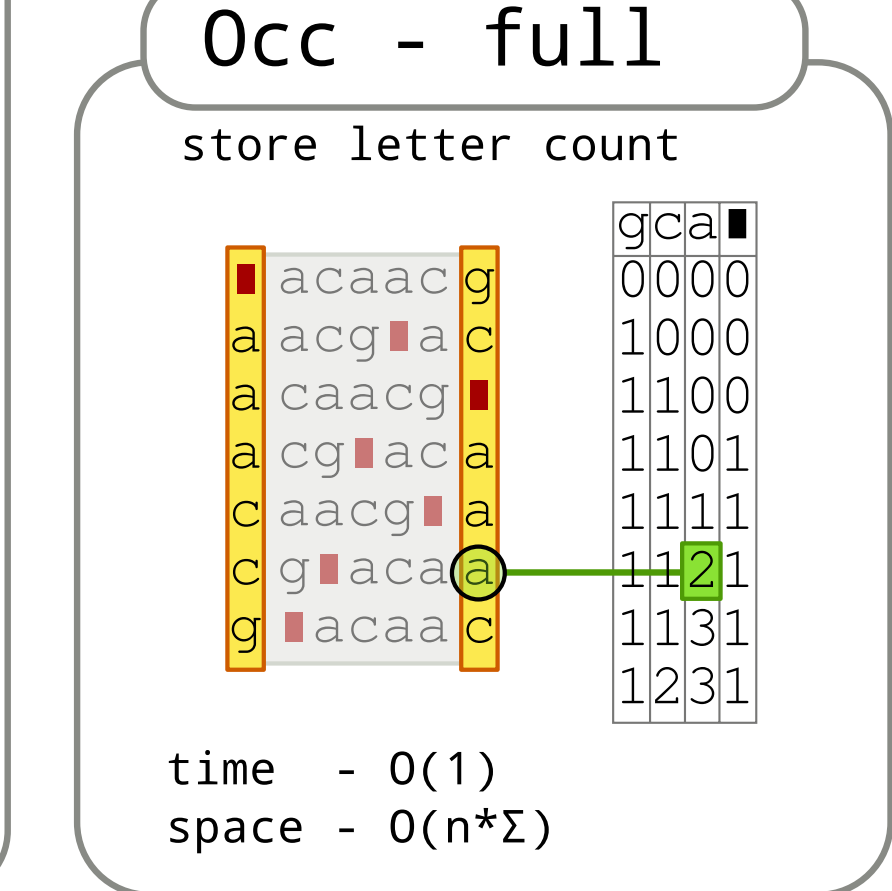 Occ - full
store letter count
gca■
■ acaac g 0000
a acg■a c 1000
a caacg ■ 1100
a cg■ac a 1101
c aacg■ a 1111
c g■aca a 1121
g ■acaac c 1131
1231
time - O(1)
space - O(n*Σ)